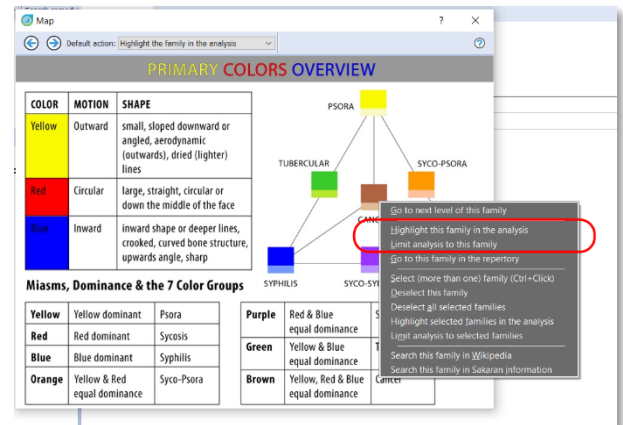 Map
Default action: Highlight the family in the analysis
PRIMARY COLORS OVERVIEW
COLOR MOTION SHAPE
Yellow Outward small, sloped downward or
angled, aerodynamic
(outwards), dried (lighter)
lines
Red Circular large, straight, circular or
down the middle of the face
Blue Inward inward shape or deeper lines,
crooked, curved bone structure,
upwards angle, sharp
PSORA
TUBERCULAR
SYCO-PSORA
SYPHILIS
Go to next level of this family
Highlight this family in the analysis
Limit analysis to this family
Go to this family in the repertory
Select (more than one) family (Ctrl+Click)
Deselect this family
Deselect all selected families
Highlight selected families in the analysis
Limit analysis to selected families
Search this family in Wikipedia
Search this family in Sakaran information
Miasms, Dominance & the 7 Color Groups
Yellow Yellow dominant Psora
Red Red dominant Sycosis
Blue Blue dominant Syphilis
Orange Yellow & Red Syco-Psora
equal dominance
Purple Red & Blue
equal dominance
Green Yellow & Blue
equal dominance
Brown Yellow, Red & Blue Cancer
equal dominance